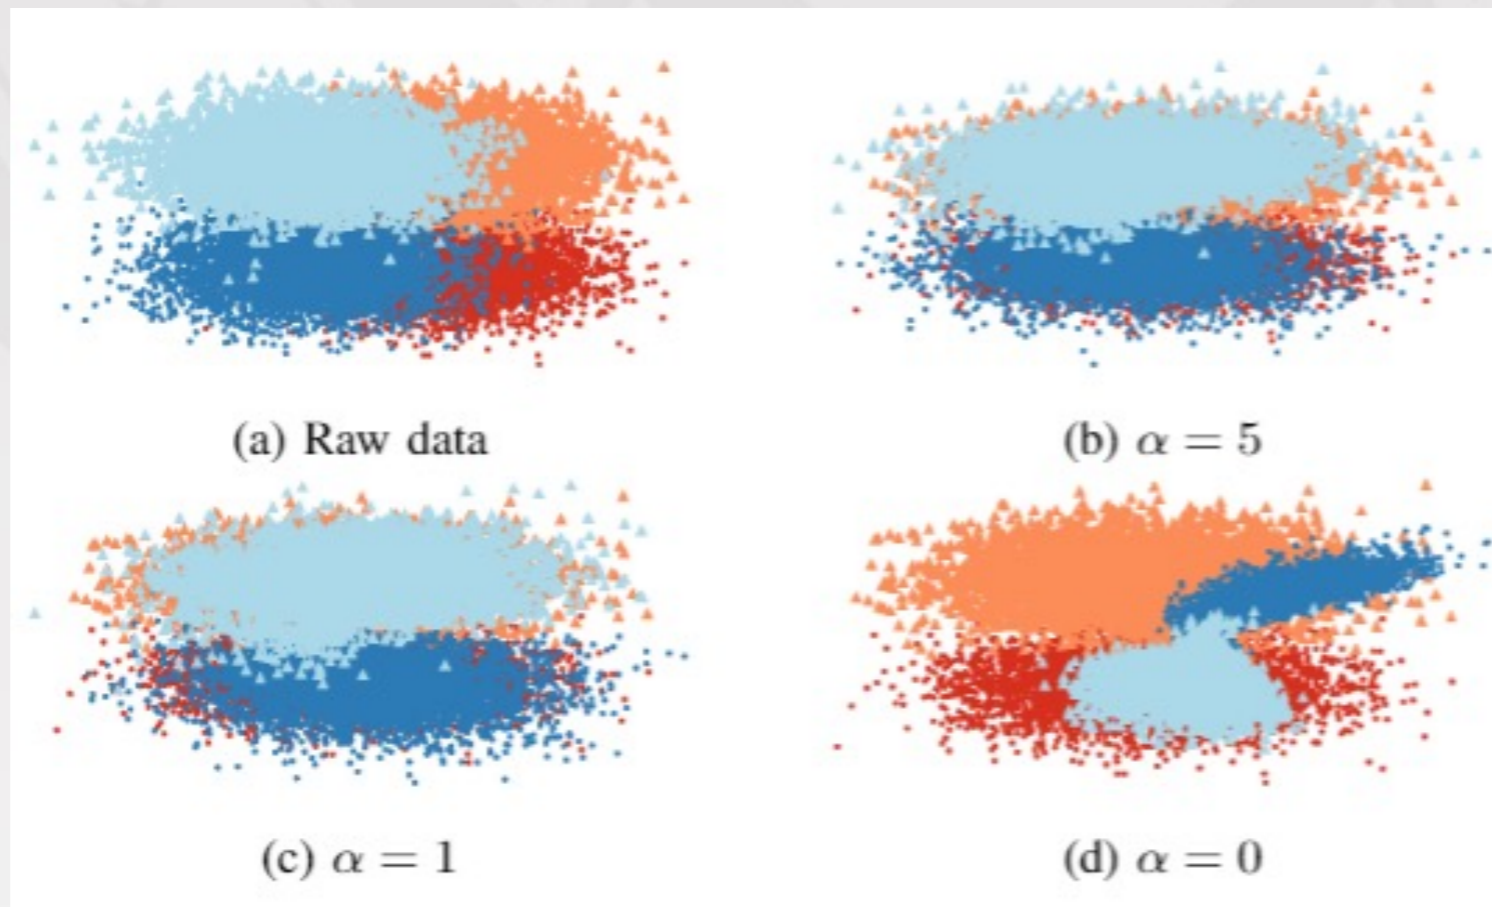 (a) Raw data
(b) α = 5
(c) α = 1
(d) α = 0